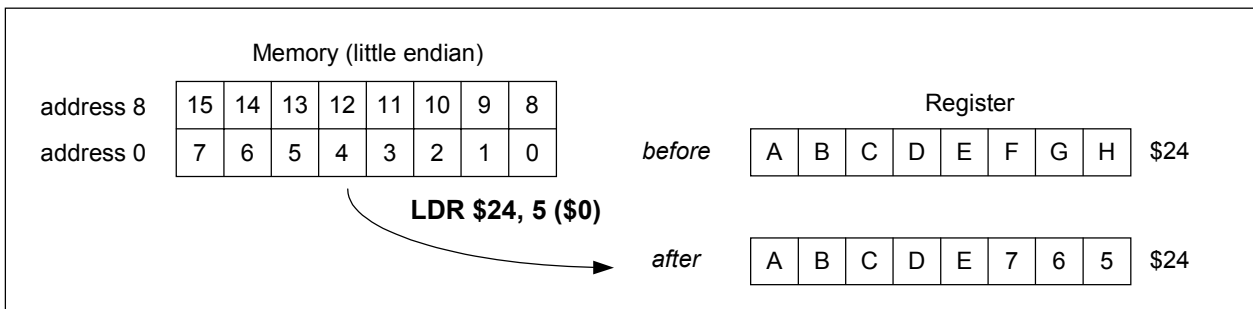 Memory (little endian)
address 8 15 14 13 12 11 10 9 8
address 0 7 6 5 4 3 2 1 0
Register
before A B C D E F G H $24
LDR $24, 5 ($0)
after A B C D E 7 6 5 $24